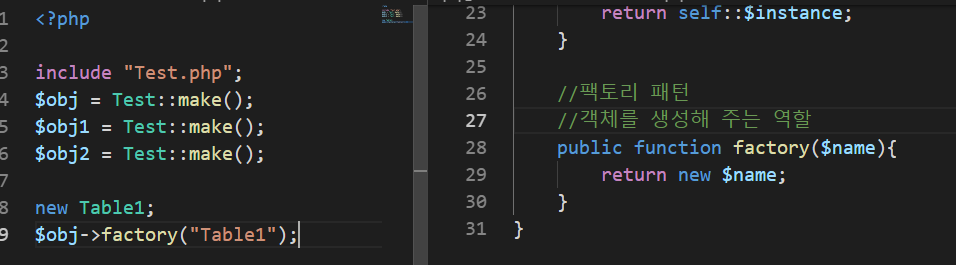 1 <?php
2
3 include "Test.php";
4 $obj = Test::make();
5 $obj1 = Test::make();
6 $obj2 = Test::make();
7
8 new Table1;
9 $obj->factory("Table1");
23 return self::$instance;
24 }
25
26 //팩토리 패턴
27 //객체를 생성해 주는 역할
28 public function factory($name){
29 return new $name;
30 }
31 }